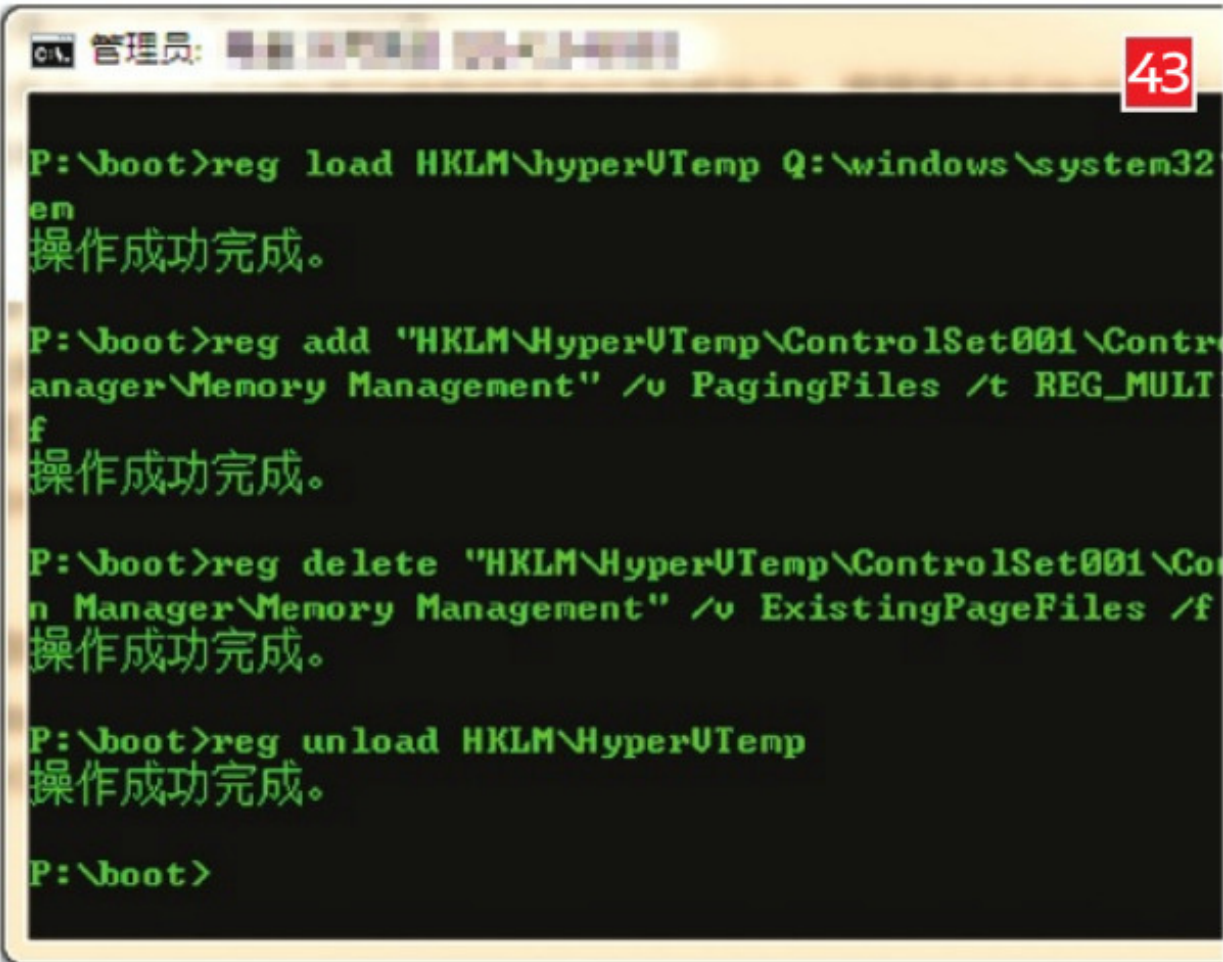 管理员:
43
P:\boot>reg load HKLM\hyperVTemp Q:\windows\system32
em
操作成功完成。
P:\boot>reg add "HKLM\HyperVTemp\ControlSet001\Contro
anager\Memory Management" /v PagingFiles /t REG_MULTI
f
操作成功完成。
P:\boot>reg delete "HKLM\HyperVTemp\ControlSet001\Con
n Manager\Memory Management" /v ExistingPageFiles /f
操作成功完成。
P:\boot>reg unload HKLM\HyperVTemp
操作成功完成。
P:\boot>